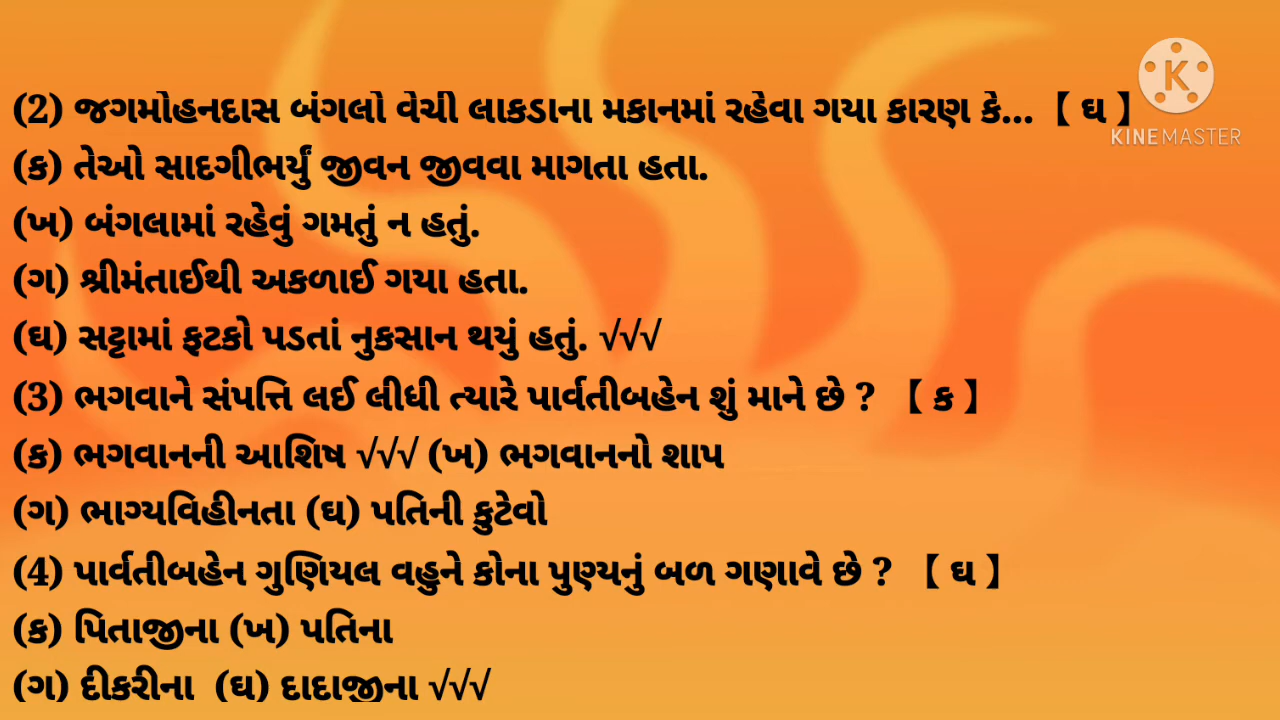 (2) જગમોહનદાસ બંગલો વેચી લાકડાના મકાનમાં રહેવા ગયા કારણ કે... 【 ઘ 】
KINEMASTER
(ક) તેઓ સાદગીભર્યું જીવન જીવવા માગતા હતા.
(ખ) બંગલામાં રહેવું ગમતું ન હતું.
(ગ) શ્રીમંતાઈથી અકળાઈ ગયા હતા.
(ઘ) સટ્ટામાં ફટકો પડતાં નુકસાન થયું હતું. √√√
(3) ભગવાને સંપત્તિ લઈ લીધી ત્યારે પાર્વતીબહેન શું માને છે ? 【 ક 】
(ક) ભગવાનની આશિષ √√√ (ખ) ભગવાનનો શાપ
(ગ) ભાગ્યવિહીનતા (ઘ) પતિની કુટેવો
(4) પાર્વતીબહેન ગુણિયલ વહુને કોના પુણ્યનું બળ ગણાવે છે ? 【 ઘ 】
(ક) પિતાજીના (ખ) પતિના
(ગ) દીકરીના (ઘ) દાદાજીના √√√